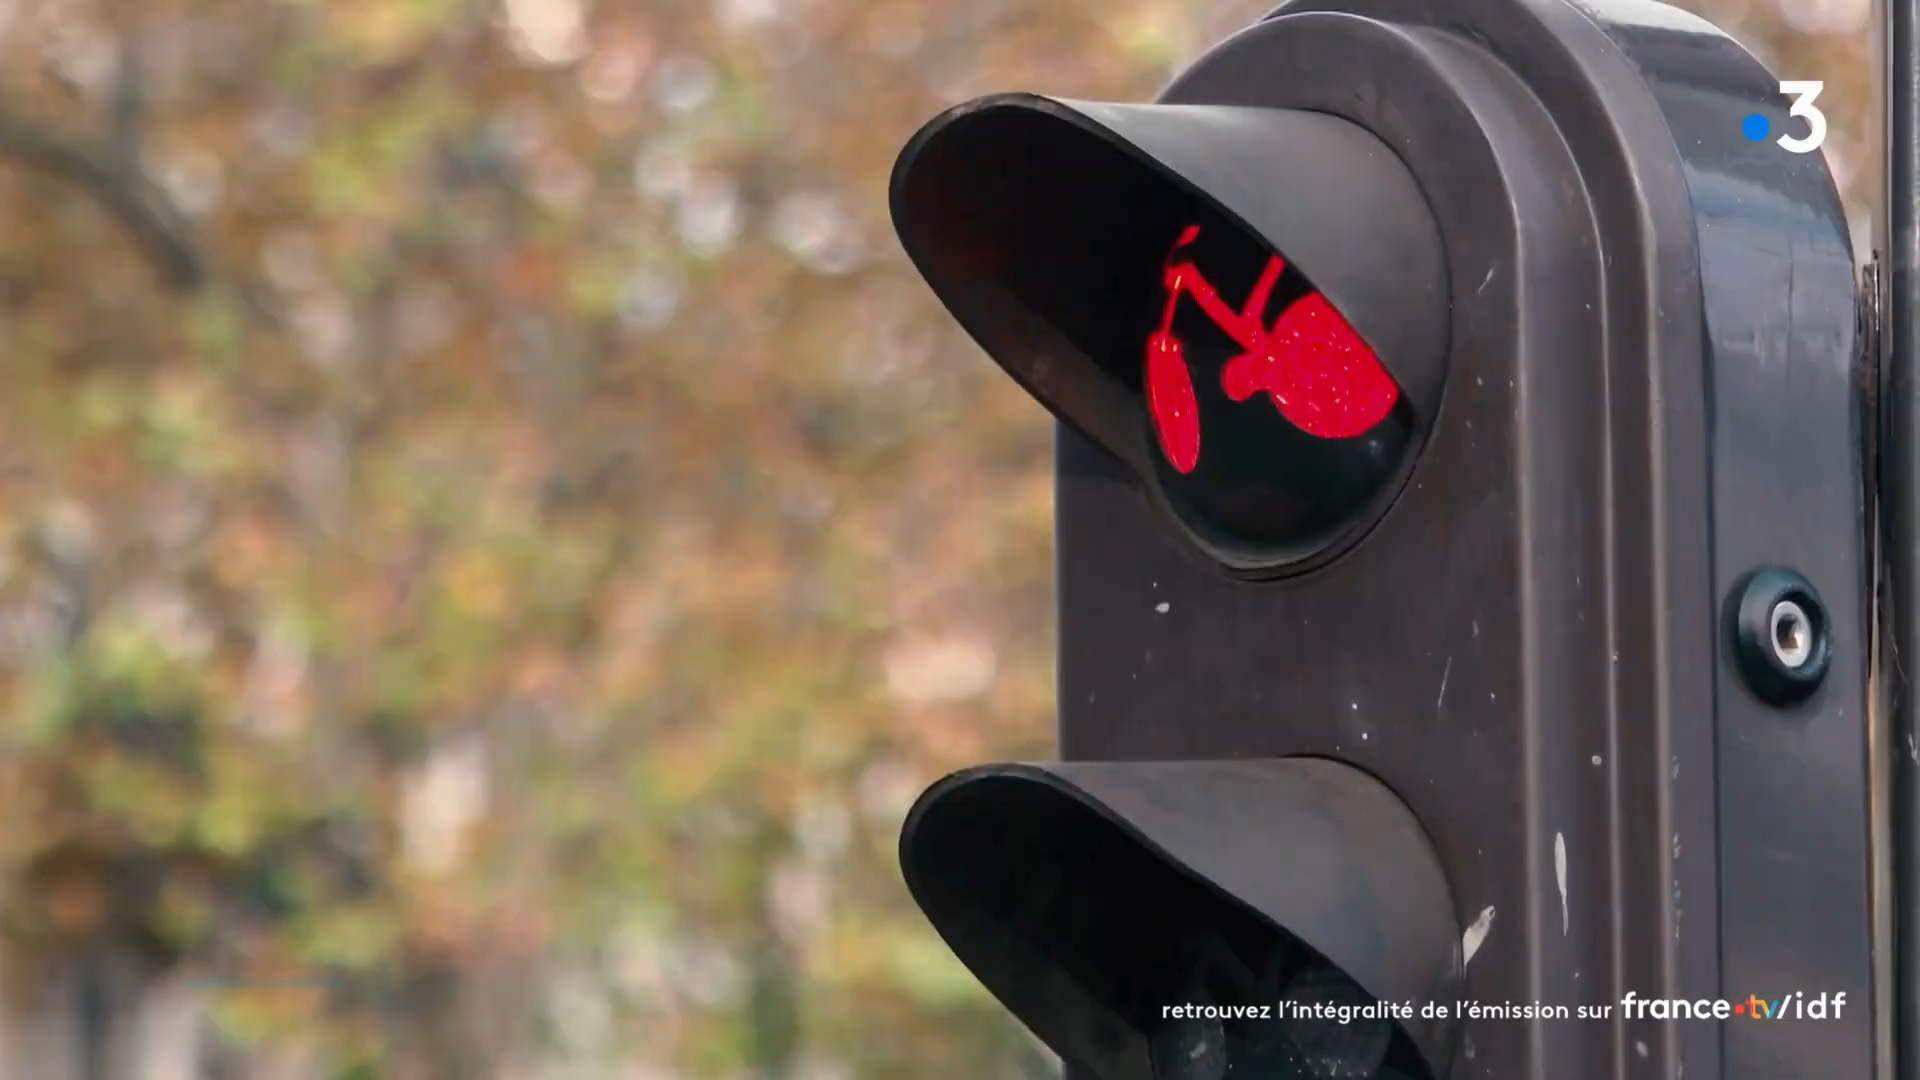 3
retrouvez l'intégralité de l'émission sur france•tv/idf